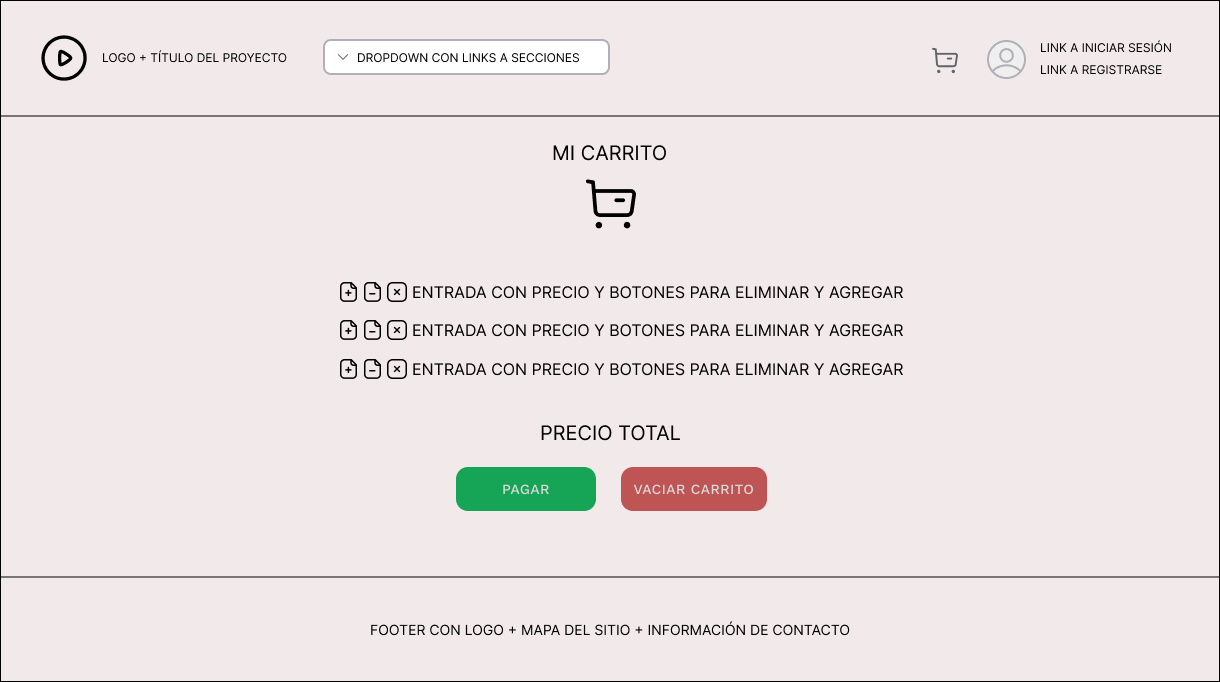 LOGO + TÍTULO DEL PROYECTO
DROPDOWN CON LINKS A SECCIONES
LINK A INICIAR SESIÓN
LINK A REGISTRARSE
MI CARRITO
ENTRADA CON PRECIO Y BOTONES PARA ELIMINAR Y AGREGAR
ENTRADA CON PRECIO Y BOTONES PARA ELIMINAR Y AGREGAR
ENTRADA CON PRECIO Y BOTONES PARA ELIMINAR Y AGREGAR
PRECIO TOTAL
PAGAR
VACIAR CARRITO
FOOTER CON LOGO + MAPA DEL SITIO + INFORMACIÓN DE CONTACTO